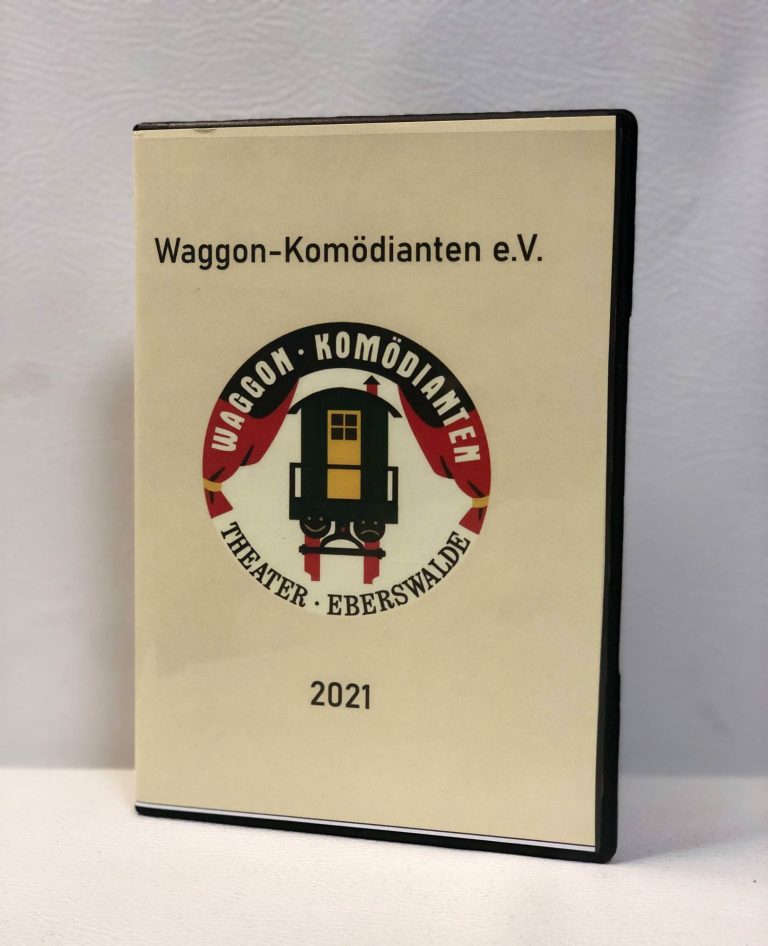 Waggon-Komödianten e.V.
WAGGON · KOMÖDIANTEN
THEATER · EBERSWALDE
2021